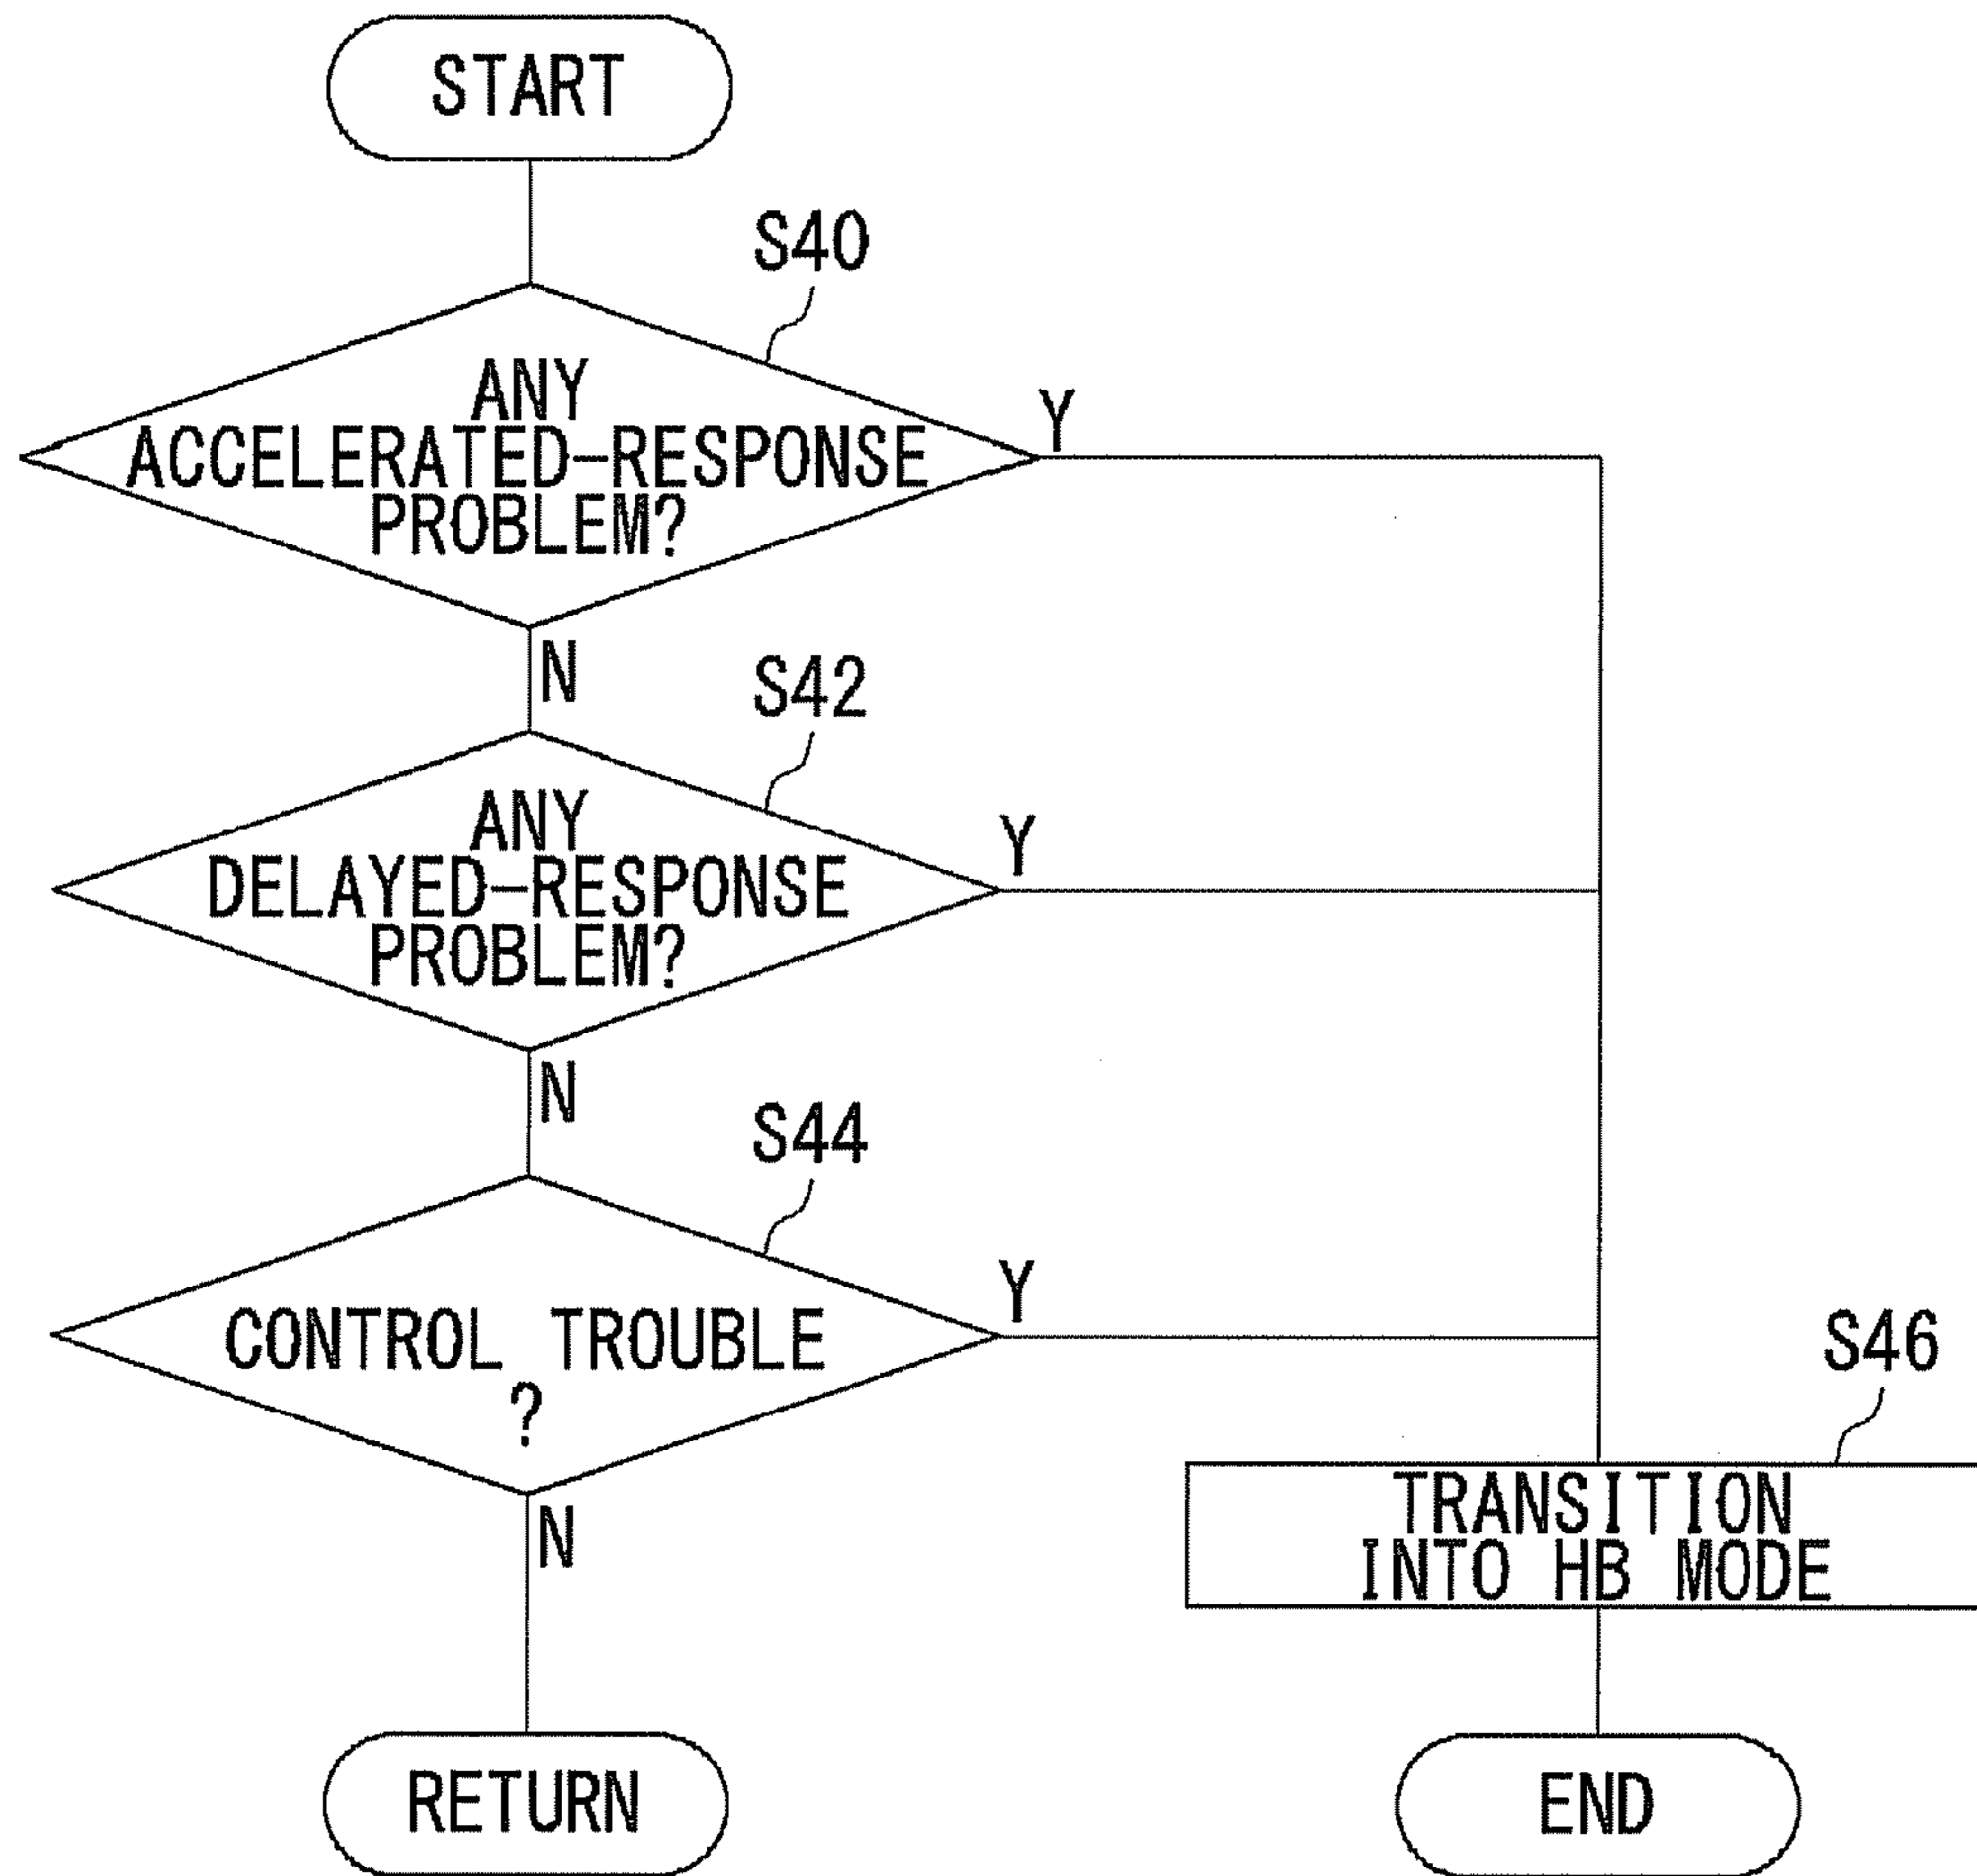 START
S40
ANY
ACCELERATED-RESPONSE
PROBLEM?
Y
N
S42
ANY
DELAYED-RESPONSE
PROBLEM?
Y
N
S44
CONTROL TROUBLE
?
Y
N
S46
TRANSITION
INTO HB MODE
RETURN
END